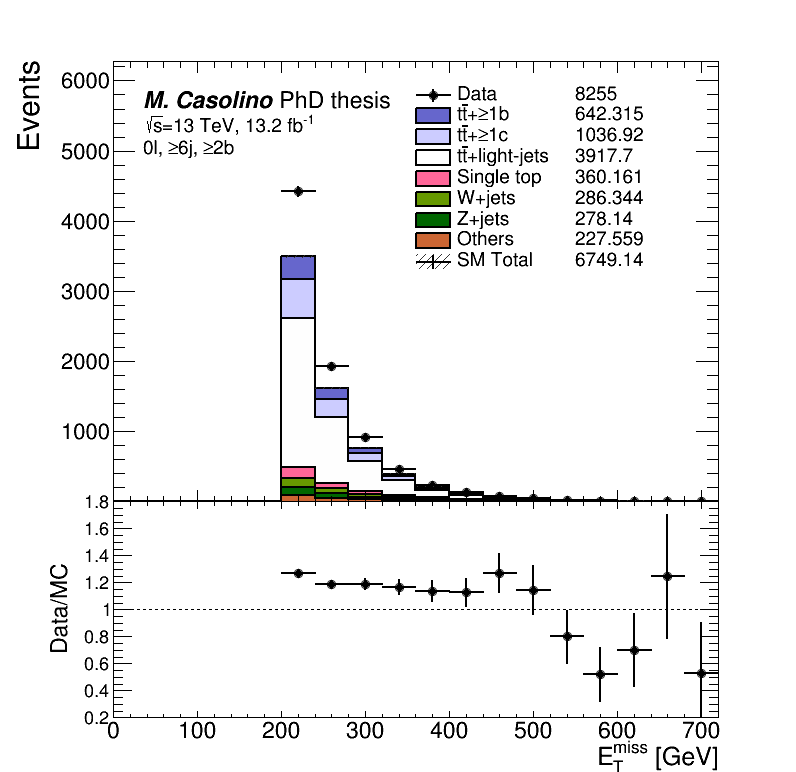 Events
6000
5000
4000
3000
2000
1000
M. Casolino PhD thesis
√s=13 TeV, 13.2 fb⁻¹
0l, ≥6j, ≥2b
Data 8255
tt̄+≥1b 642.315
tt̄+≥1c 1036.92
tt̄+light-jets 3917.7
Single top 360.161
W+jets 286.344
Z+jets 278.14
Others 227.559
SM Total 6749.14
Data/MC
1.8
1.6
1.4
1.2
1
0.8
0.6
0.4
0.2
0 100 200 300 400 500 600 700
E_T^miss [GeV]